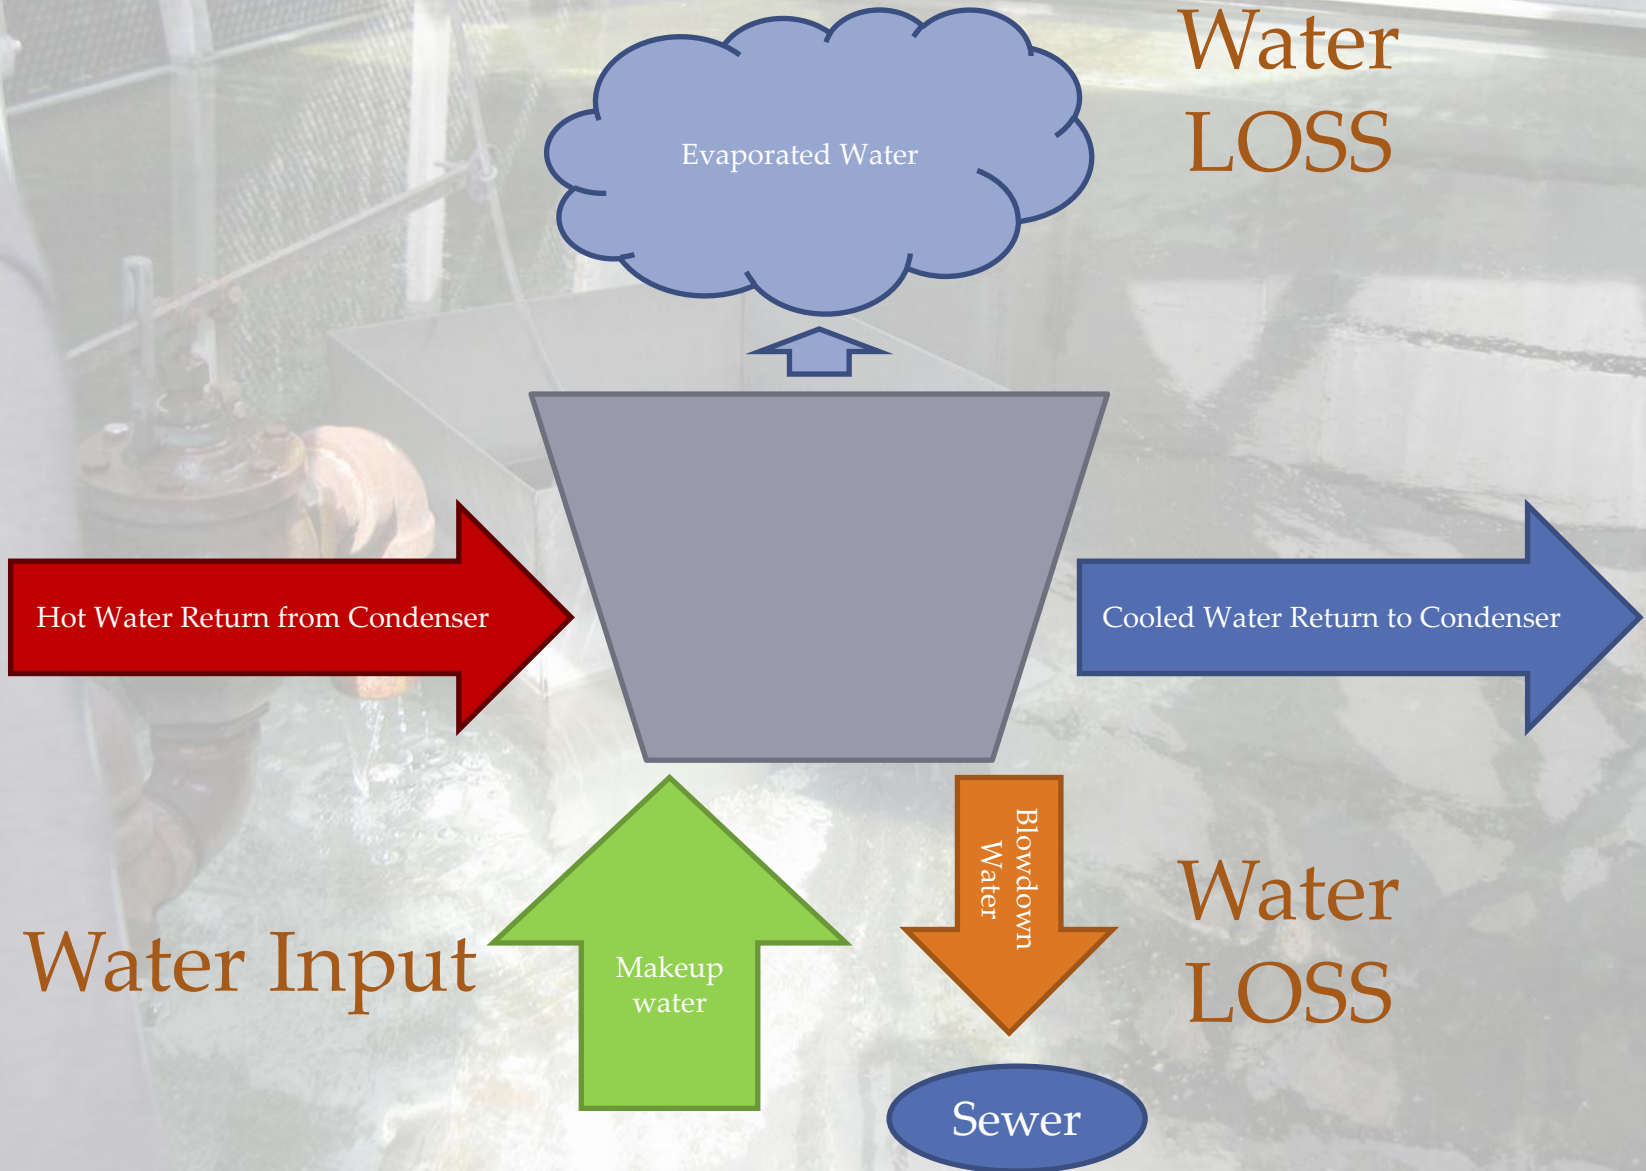 Water
LOSS
Evaporated Water
Hot Water Return from Condenser
Cooled Water Return to Condenser
Blowdown
Water
Water Input
Makeup
water
Water
LOSS
Sewer